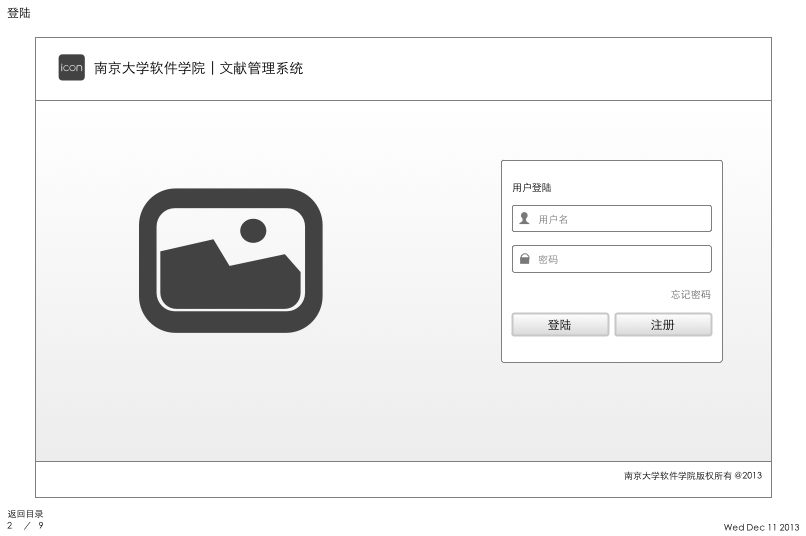 登陆
icon 南京大学软件学院丨文献管理系统
用户登陆
用户名
密码
忘记密码
登陆 注册
南京大学软件学院版权所有 @2013
返回目录
2 / 9
Wed Dec 11 2013